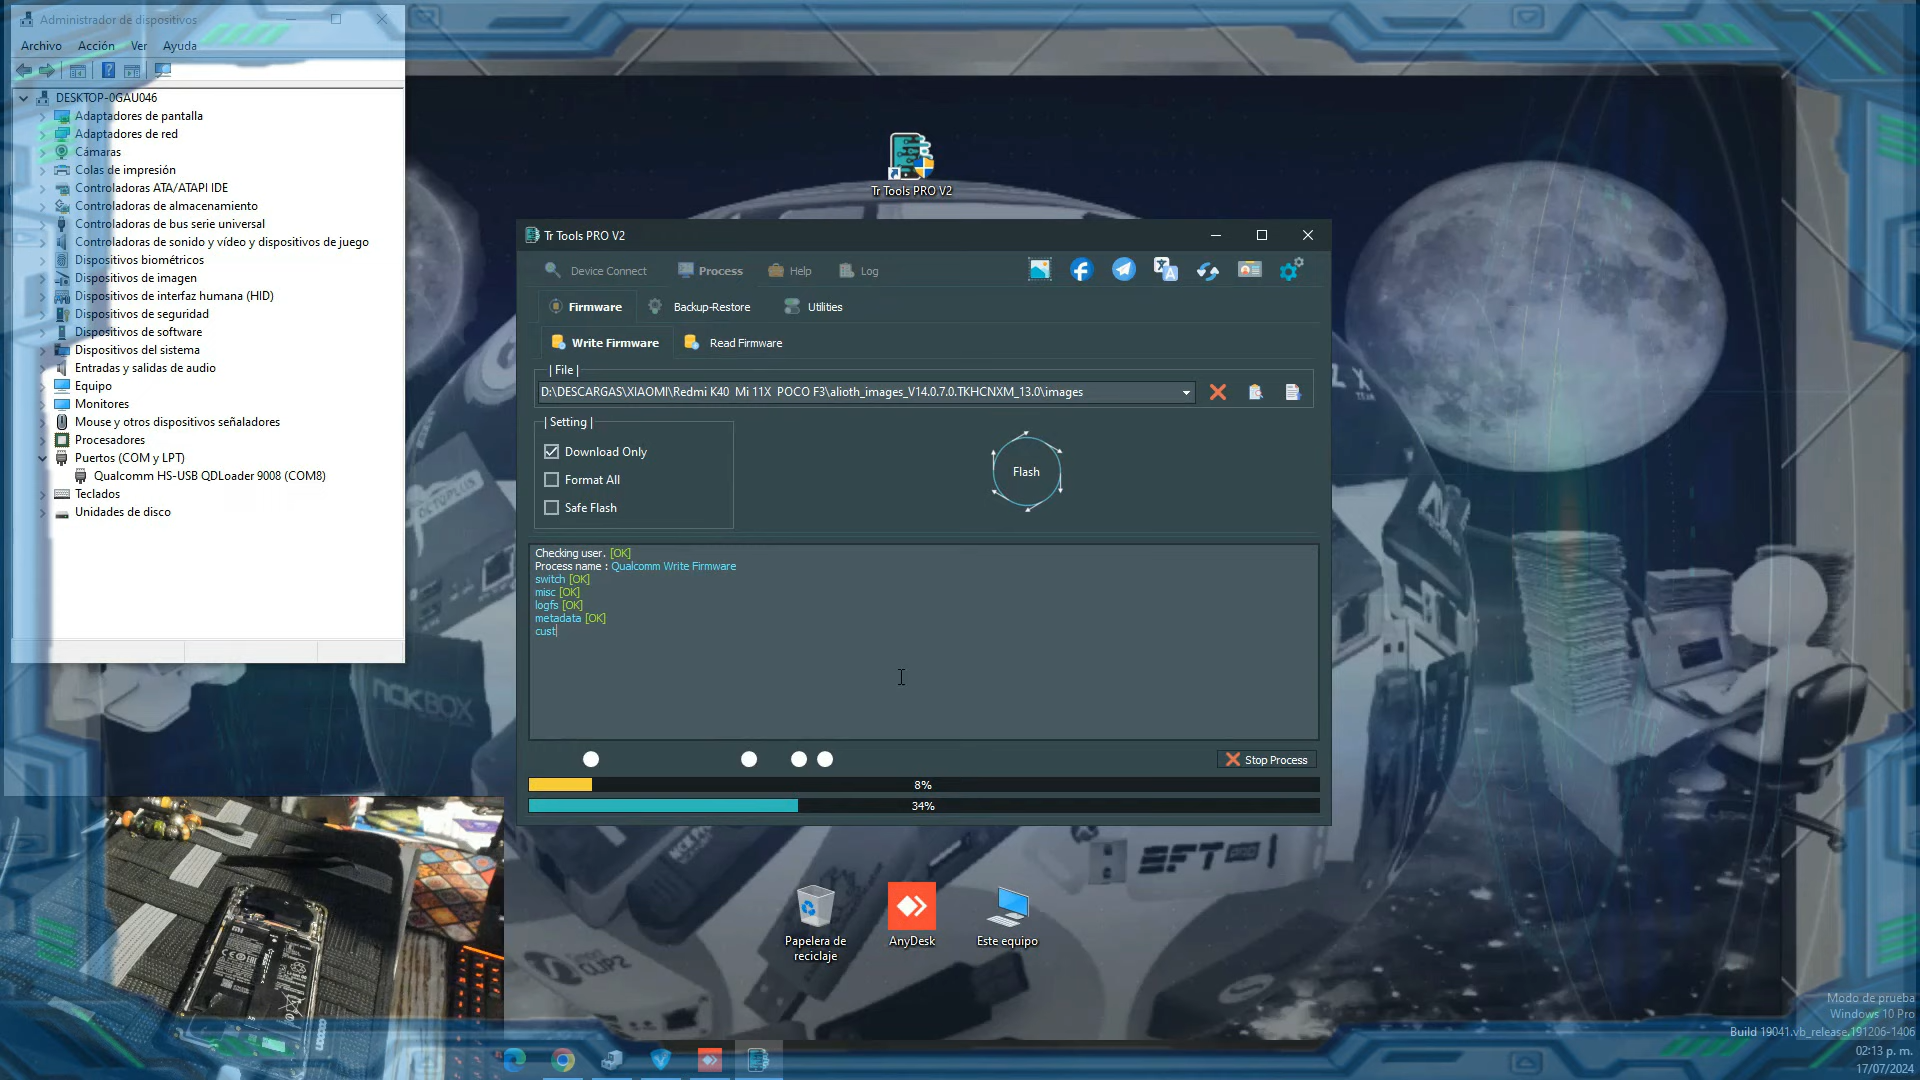 Administrador de dispositivos
Archivo Acción Ver Ayuda
DESKTOP-0GAU046
Adaptadores de pantalla
Adaptadores de red
Cámaras
Colas de impresión
Controladoras ATA/ATAPI IDE
Controladoras de almacenamiento
Controladoras de bus serie universal
Controladoras de sonido y vídeo y dispositivos de juego
Dispositivos biométricos
Dispositivos de imagen
Dispositivos de interfaz humana (HID)
Dispositivos de seguridad
Dispositivos de software
Dispositivos del sistema
Entradas y salidas de audio
Equipo
Monitores
Mouse y otros dispositivos señaladores
Procesadores
Puertos (COM y LPT)
Qualcomm HS-USB QDLoader 9008 (COM8)
Teclados
Unidades de disco
Tr Tools PRO V2
Tr Tools PRO V2
Device Connect Process Help Log
Firmware Backup-Restore Utilities
Write Firmware Read Firmware
| File |
D:\DESCARGAS\XIAOMI\Redmi K40 Mi 11X POCO F3\alioth_images_V14.0.7.0.TKHCNXM_13.0\images
| Setting |
Download Only
Format All
Safe Flash
Flash
Checking user. [OK]
Process name : Qualcomm Write Firmware
switch [OK]
misc [OK]
logfs [OK]
metadata [OK]
cust
Stop Process
8%
34%
NCKBOX
EFT PRO
Papelera de
reciclaje
AnyDesk
Este equipo
Modo de prueba
Windows 10 Pro
Build 19041.vb_release.191206-1406
02:13 p. m.
17/07/2024